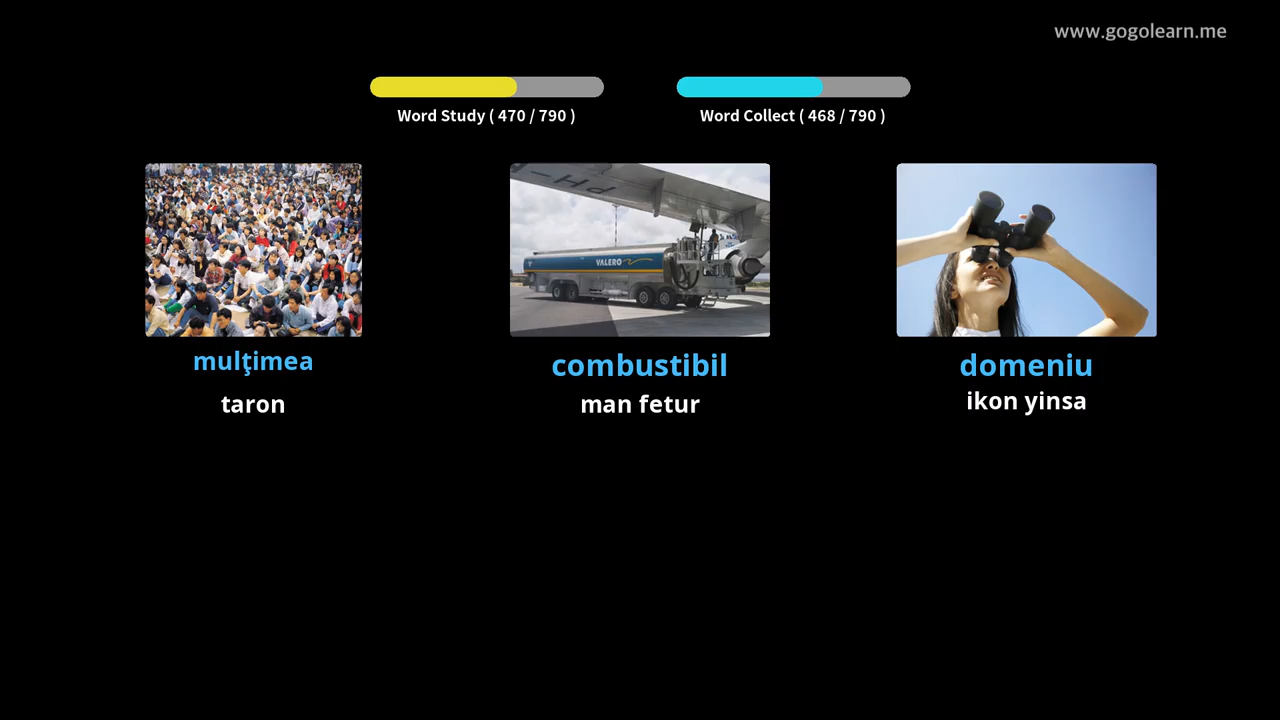 www.gogolearn.me
Word Study ( 470 / 790 )
Word Collect ( 468 / 790 )
VALERO
mulţimea
combustibil
domeniu
taron
man fetur
ikon yinsa